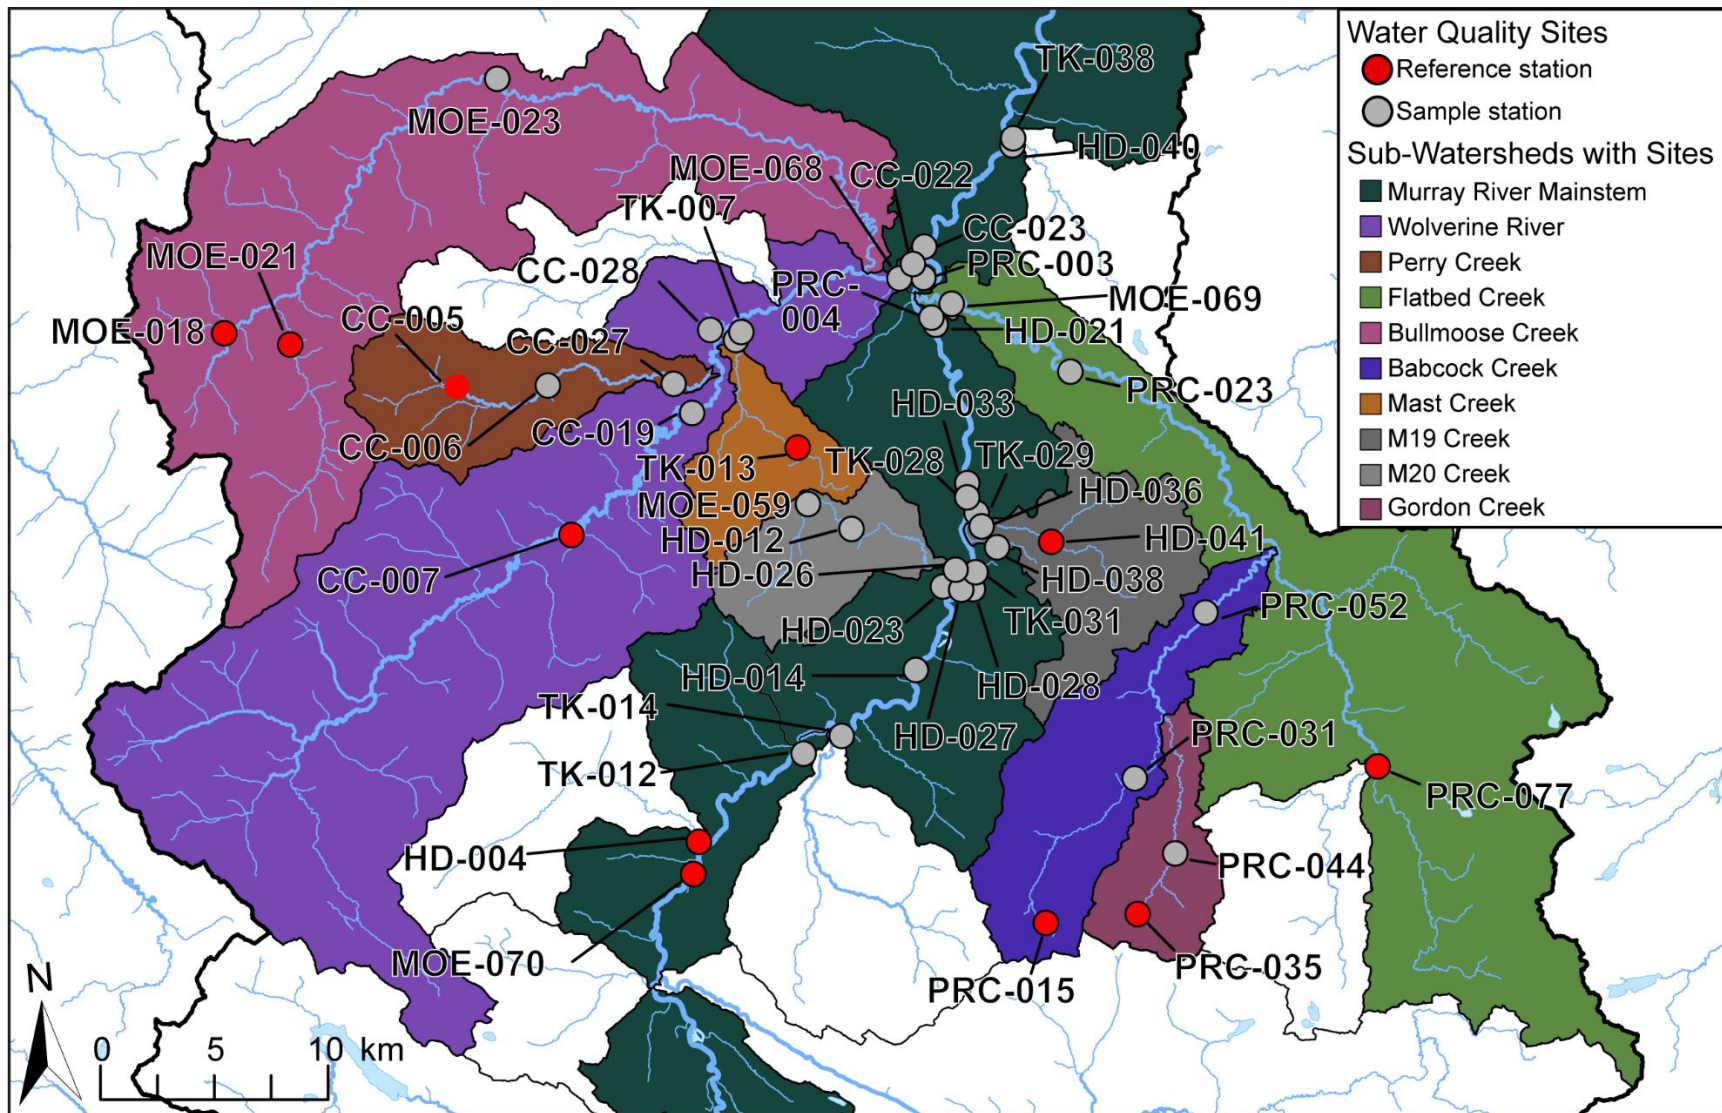 Water Quality Sites
Reference station
Sample station
Sub-Watersheds with Sites
Murray River Mainstem
Wolverine River
Perry Creek
Flatbed Creek
Bullmoose Creek
Babcock Creek
Mast Creek
M19 Creek
M20 Creek
Gordon Creek
TK-038
MOE-023
HD-040
MOE-068
CC-022
TK-007
CC-023
MOE-021
CC-028
PRC-003
PRC-
004
MOE-069
MOE-018
CC-005
CC-027
HD-021
PRC-023
HD-033
CC-006
CC-019
TK-013
TK-028
TK-029
HD-036
MOE-059
HD-012
HD-041
CC-007
HD-026
HD-038
PRC-052
HD-023
TK-031
HD-014
HD-028
TK-014
HD-027
PRC-031
TK-012
PRC-077
HD-004
PRC-044
MOE-070
PRC-035
PRC-015
N
0 5 10 km